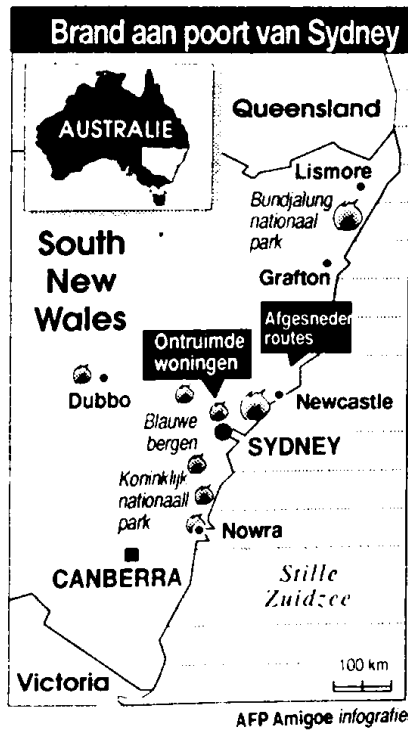 Brand aan poort van Sydney
AUSTRALIE
Queensland
Lismore
Bundjalung
nationaal
park
South
New
Wales
Grafton
Ontruimde
woningen
Afgesneden
routes
Dubbo
Newcastle
Blauwe
bergen
SYDNEY
Koninklijk
nationaall
park
Nowra
CANBERRA
Stille
Zuidzee
Victoria
100 km
AFP Amigoe infografie